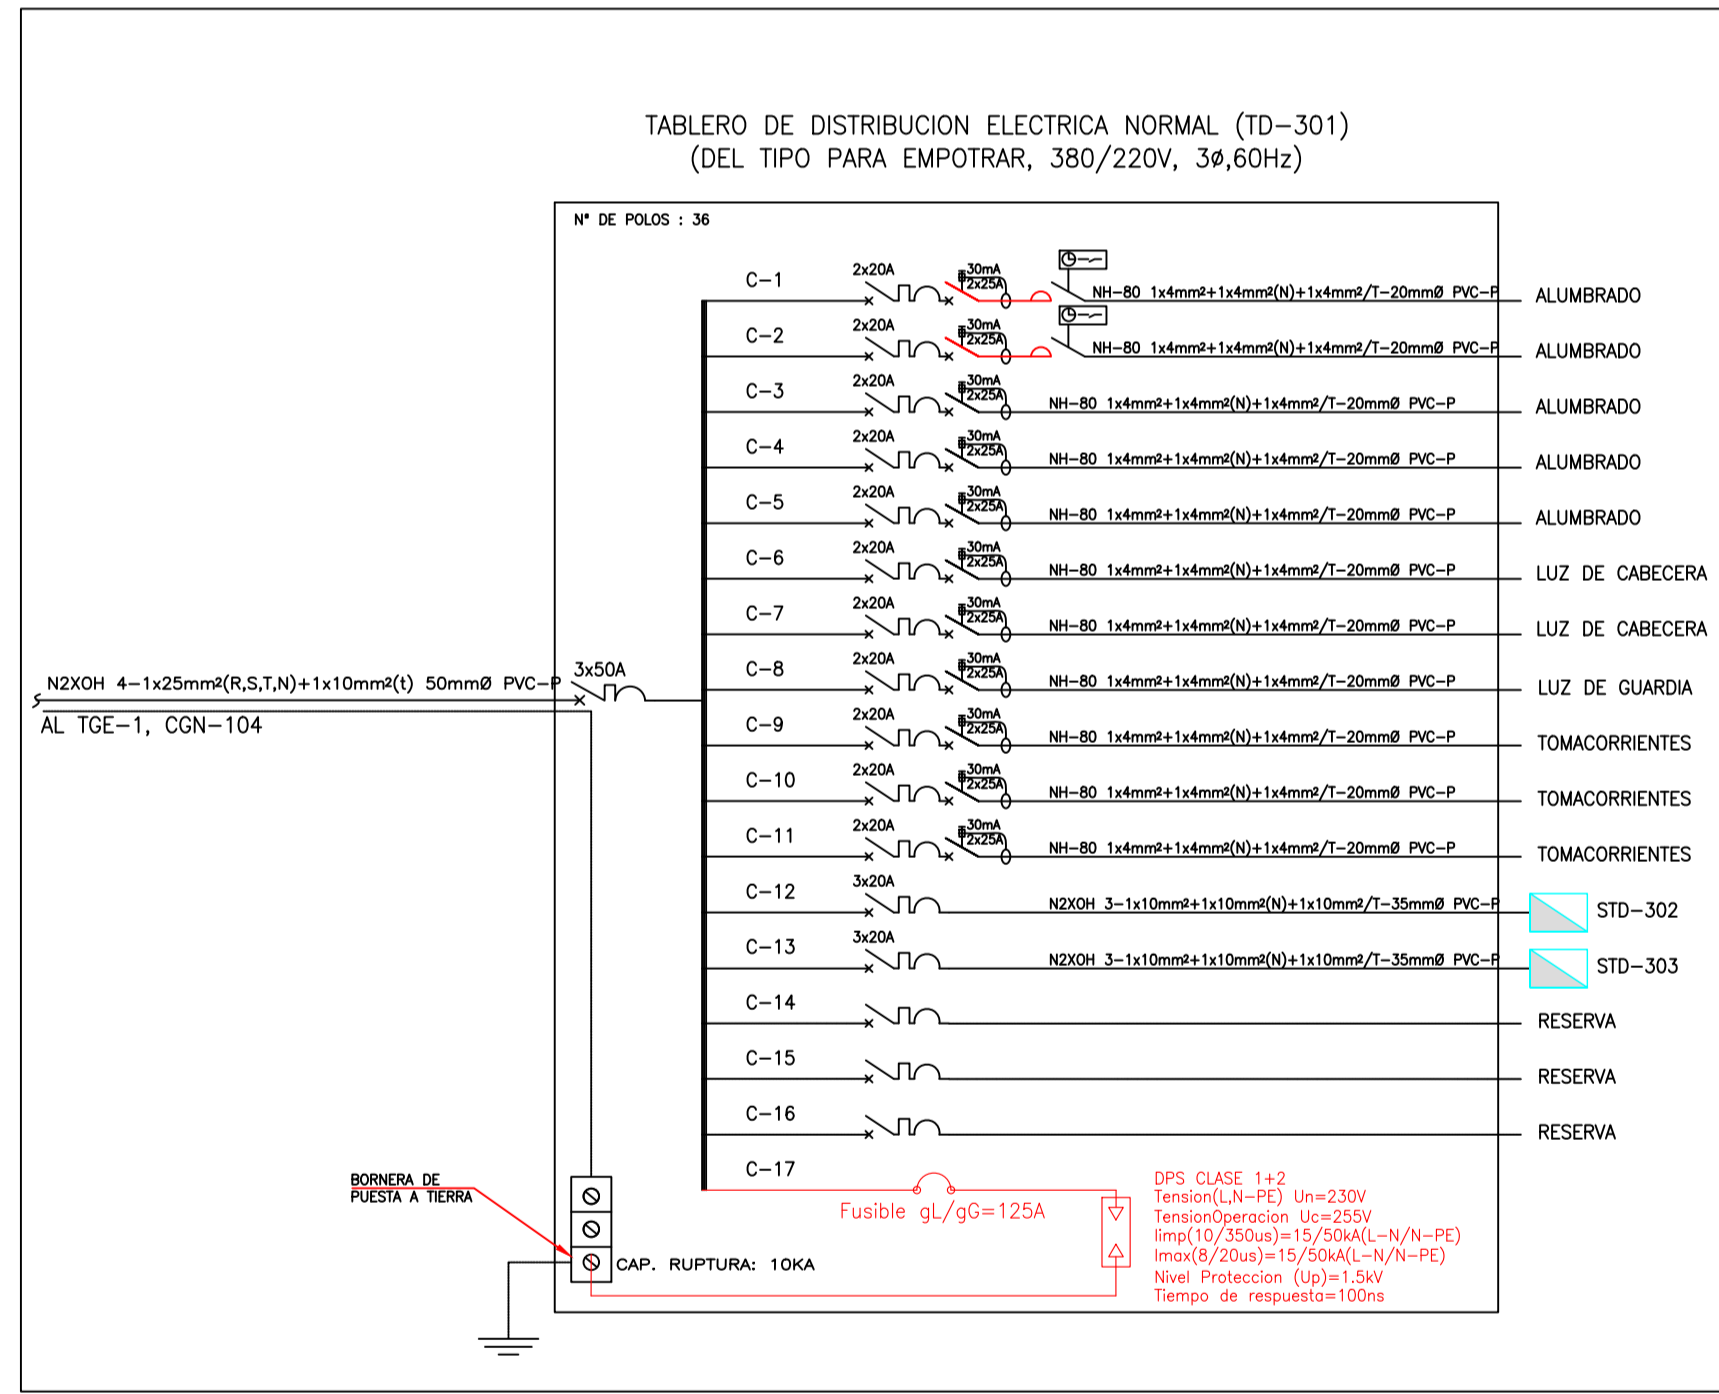 TABLERO DE DISTRIBUCION ELECTRICA NORMAL (TD-301)
(DEL TIPO PARA EMPOTRAR, 380/220V, 3ø,60Hz)
Nº DE POLOS : 36
C-1 2x20A 30mA 2x25A NH-80 1x4mm²+1x4mm²(N)+1x4mm²/T-20mmØ PVC-P ALUMBRADO
C-2 2x20A 30mA 2x25A NH-80 1x4mm²+1x4mm²(N)+1x4mm²/T-20mmØ PVC-P ALUMBRADO
C-3 2x20A 30mA 2x25A NH-80 1x4mm²+1x4mm²(N)+1x4mm²/T-20mmØ PVC-P ALUMBRADO
C-4 2x20A 30mA 2x25A NH-80 1x4mm²+1x4mm²(N)+1x4mm²/T-20mmØ PVC-P ALUMBRADO
C-5 2x20A 30mA 2x25A NH-80 1x4mm²+1x4mm²(N)+1x4mm²/T-20mmØ PVC-P ALUMBRADO
C-6 2x20A 30mA 2x25A NH-80 1x4mm²+1x4mm²(N)+1x4mm²/T-20mmØ PVC-P LUZ DE CABECERA
C-7 2x20A 30mA 2x25A NH-80 1x4mm²+1x4mm²(N)+1x4mm²/T-20mmØ PVC-P LUZ DE CABECERA
C-8 2x20A 30mA 2x25A NH-80 1x4mm²+1x4mm²(N)+1x4mm²/T-20mmØ PVC-P LUZ DE GUARDIA
N2XOH 4-1x25mm²(R,S,T,N)+1x10mm²(t) 50mmØ PVC-P 3x50A
AL TGE-1, CGN-104
C-9 2x20A 30mA 2x25A NH-80 1x4mm²+1x4mm²(N)+1x4mm²/T-20mmØ PVC-P TOMACORRIENTES
C-10 2x20A 30mA 2x25A NH-80 1x4mm²+1x4mm²(N)+1x4mm²/T-20mmØ PVC-P TOMACORRIENTES
C-11 2x20A 30mA 2x25A NH-80 1x4mm²+1x4mm²(N)+1x4mm²/T-20mmØ PVC-P TOMACORRIENTES
C-12 3x20A N2XOH 3-1x10mm²+1x10mm²(N)+1x10mm²/T-35mmØ PVC-P STD-302
C-13 3x20A N2XOH 3-1x10mm²+1x10mm²(N)+1x10mm²/T-35mmØ PVC-P STD-303
C-14 RESERVA
C-15 RESERVA
C-16 RESERVA
C-17
BORNERA DE
PUESTA A TIERRA
Fusible gL/gG=125A
CAP. RUPTURA: 10KA
DPS CLASE 1+2
Tension(L,N-PE) Un=230V
TensionOperacion Uc=255V
Iimp(10/350us)=15/50kA(L-N/N-PE)
Imax(8/20us)=15/50kA(L-N/N-PE)
Nivel Proteccion (Up)=1.5kV
Tiempo de respuesta=100ns